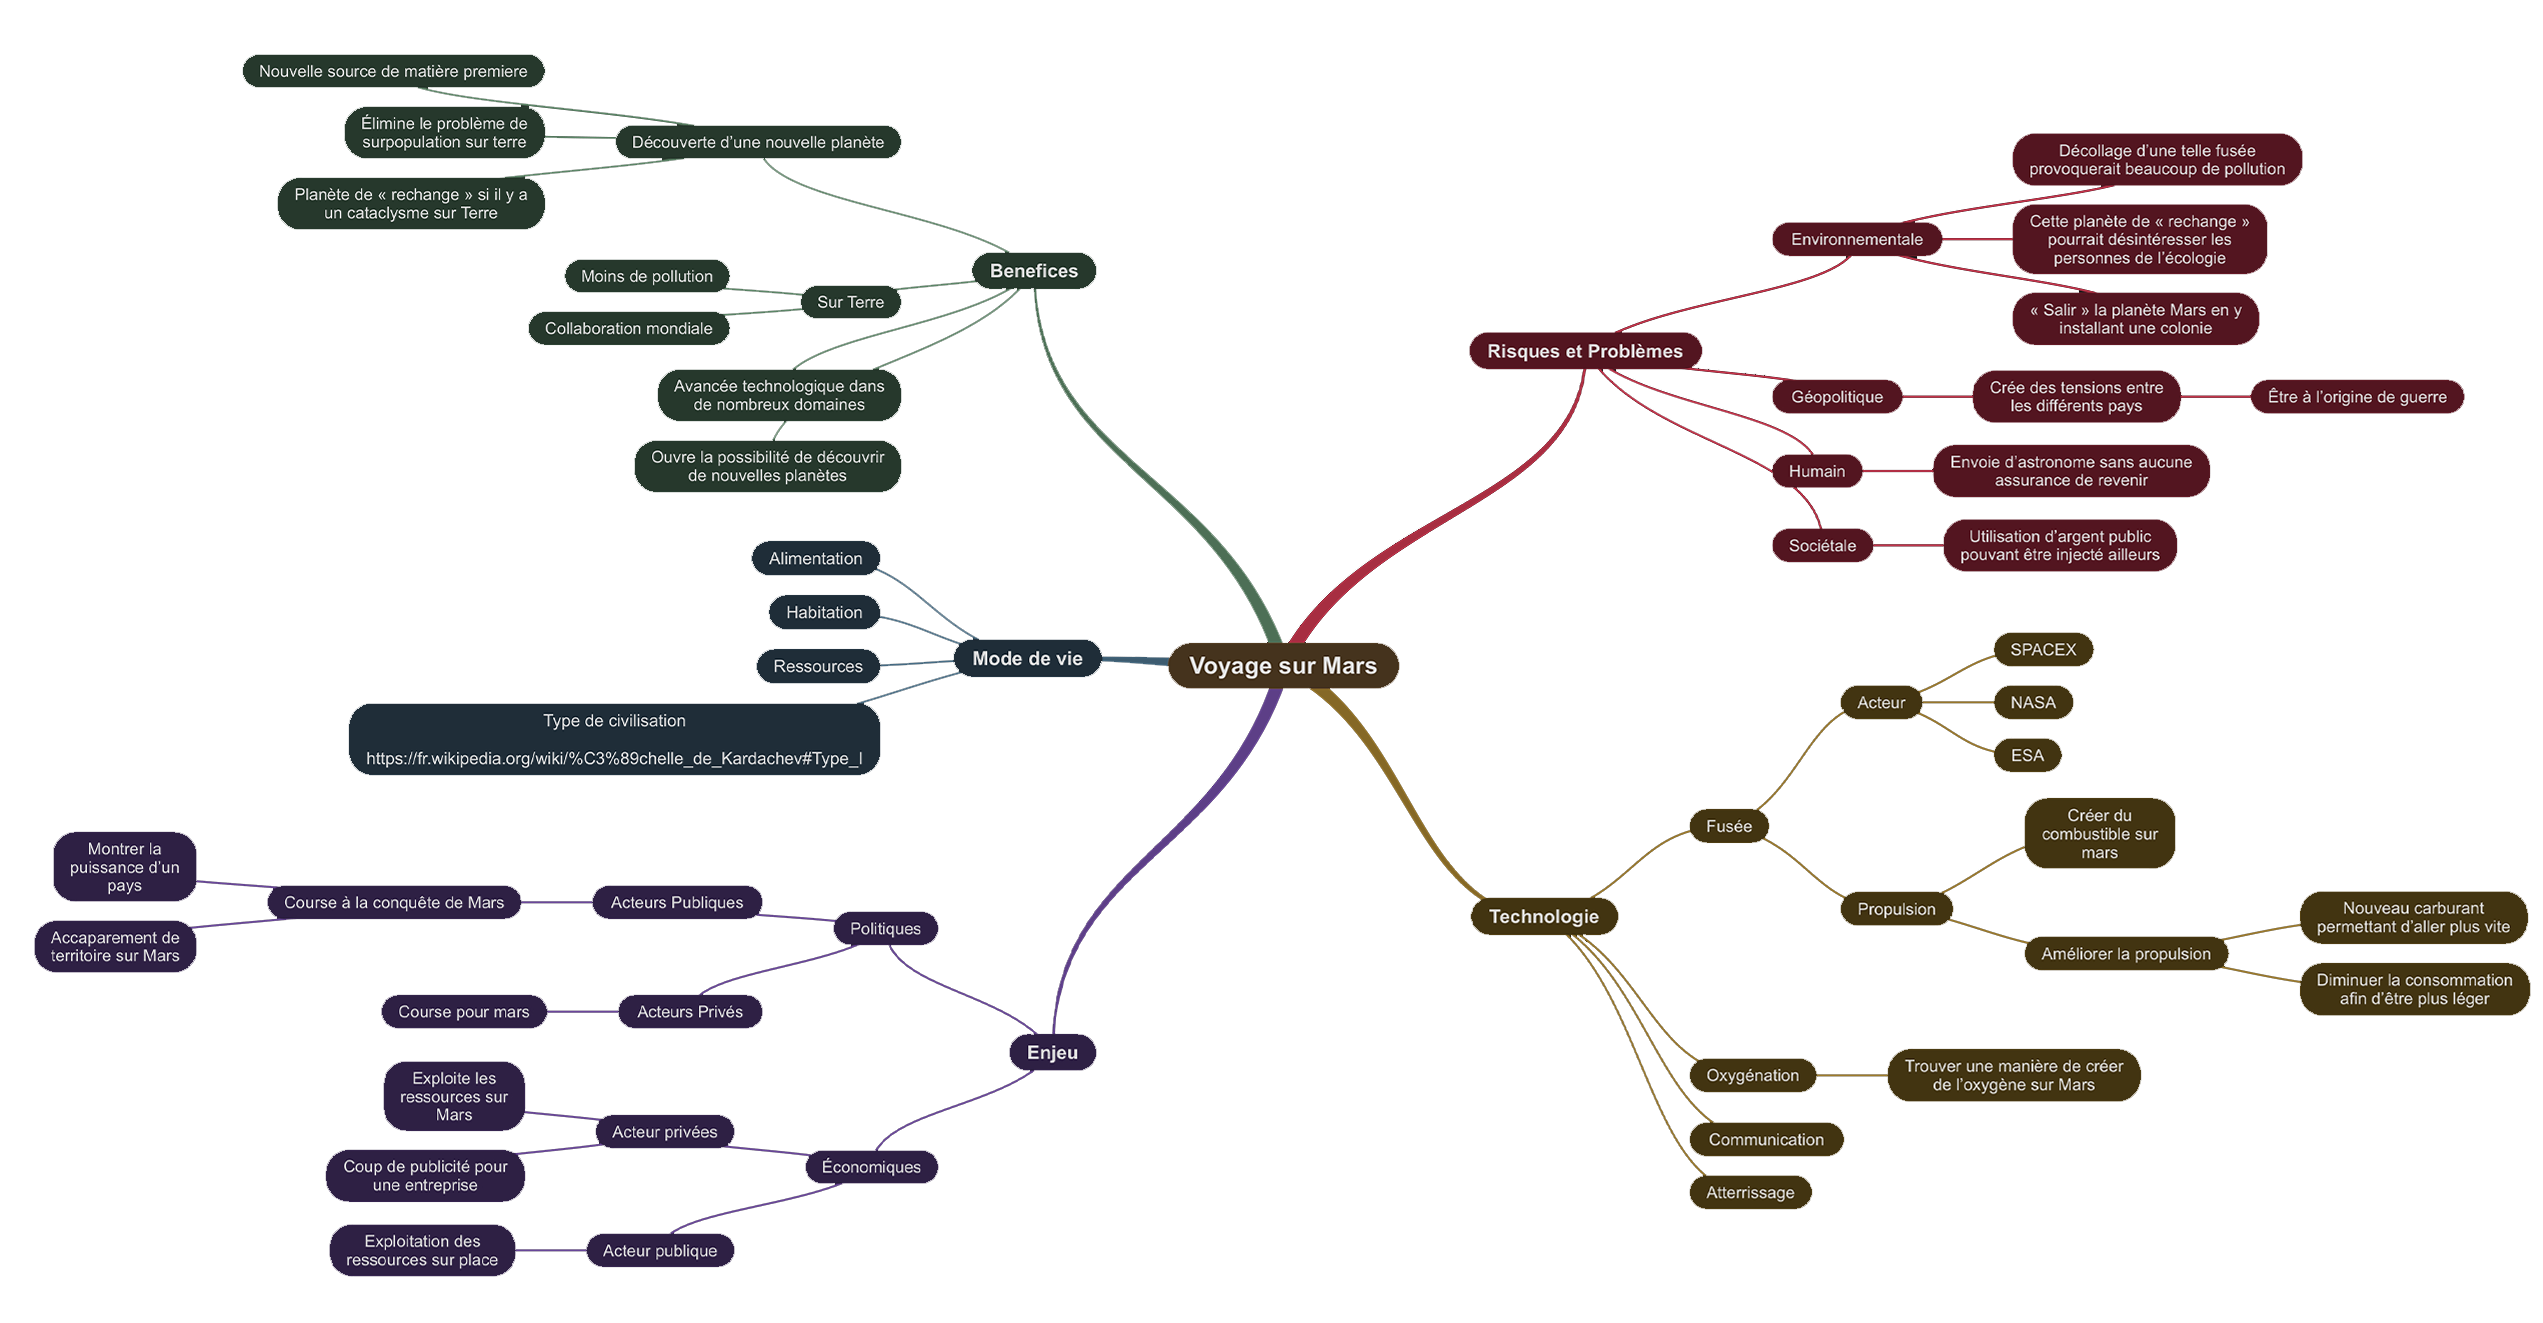 Voyage sur Mars
Benefices
Découverte d’une nouvelle planète
Nouvelle source de matière premiere
Élimine le problème de
surpopulation sur terre
Planète de « rechange » si il y a
un cataclysme sur Terre
Sur Terre
Moins de pollution
Collaboration mondiale
Avancée technologique dans
de nombreux domaines
Ouvre la possibilité de découvrir
de nouvelles planètes
Mode de vie
Alimentation
Habitation
Ressources
Type de civilisation
https://fr.wikipedia.org/wiki/%C3%89chelle_de_Kardachev#Type_I
Enjeu
Politiques
Acteurs Publiques
Course à la conquête de Mars
Montrer la
puissance d’un
pays
Accaparement de
territoire sur Mars
Acteurs Privés
Course pour mars
Économiques
Acteur privées
Exploite les
ressources sur
Mars
Coup de publicité pour
une entreprise
Acteur publique
Exploitation des
ressources sur place
Risques et Problèmes
Environnementale
Décollage d’une telle fusée
provoquerait beaucoup de pollution
Cette planète de « rechange »
pourrait désintéresser les
personnes de l’écologie
« Salir » la planète Mars en y
installant une colonie
Géopolitique
Crée des tensions entre
les différents pays
Être à l’origine de guerre
Humain
Envoie d’astronome sans aucune
assurance de revenir
Sociétale
Utilisation d’argent public
pouvant être injecté ailleurs
Technologie
Fusée
Acteur
SPACEX
NASA
ESA
Propulsion
Créer du
combustible sur
mars
Améliorer la propulsion
Nouveau carburant
permettant d’aller plus vite
Diminuer la consommation
afin d’être plus léger
Oxygénation
Trouver une manière de créer
de l’oxygène sur Mars
Communication
Atterrissage